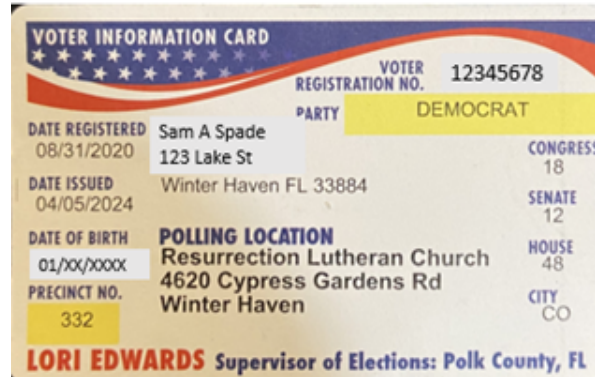 VOTER INFORMATION CARD
VOTER
REGISTRATION NO. 12345678
PARTY DEMOCRAT
DATE REGISTERED
08/31/2020
Sam A Spade
123 Lake St
Winter Haven FL 33884
DATE ISSUED
04/05/2024
CONGRESS
18
SENATE
12
HOUSE
48
CITY
CO
DATE OF BIRTH
01/XX/XXXX
POLLING LOCATION
Resurrection Lutheran Church
4620 Cypress Gardens Rd
Winter Haven
PRECINCT NO.
332
LORI EDWARDS Supervisor of Elections: Polk County, FL